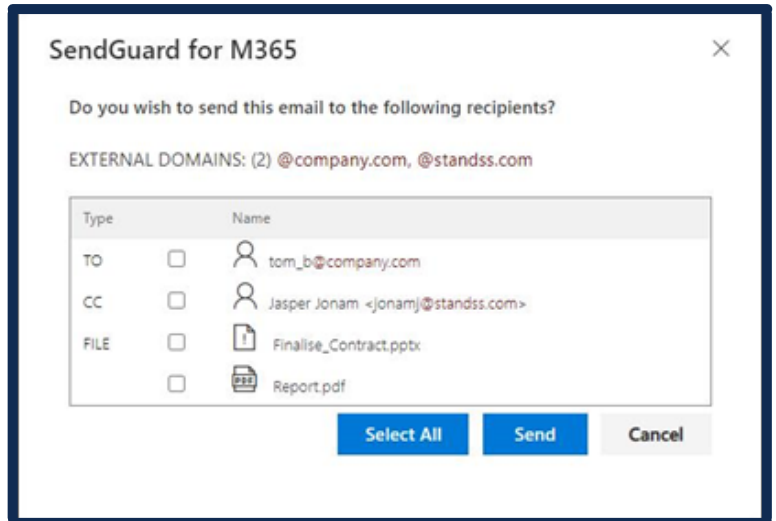 SendGuard for M365
Do you wish to send this email to the following recipients?
EXTERNAL DOMAINS: (2) @company.com, @standss.com
Type Name
TO tom_b@company.com
CC Jasper Jonam <jonamj@standss.com>
FILE Finalise_Contract.pptx
PDF Report.pdf
Select All Send Cancel